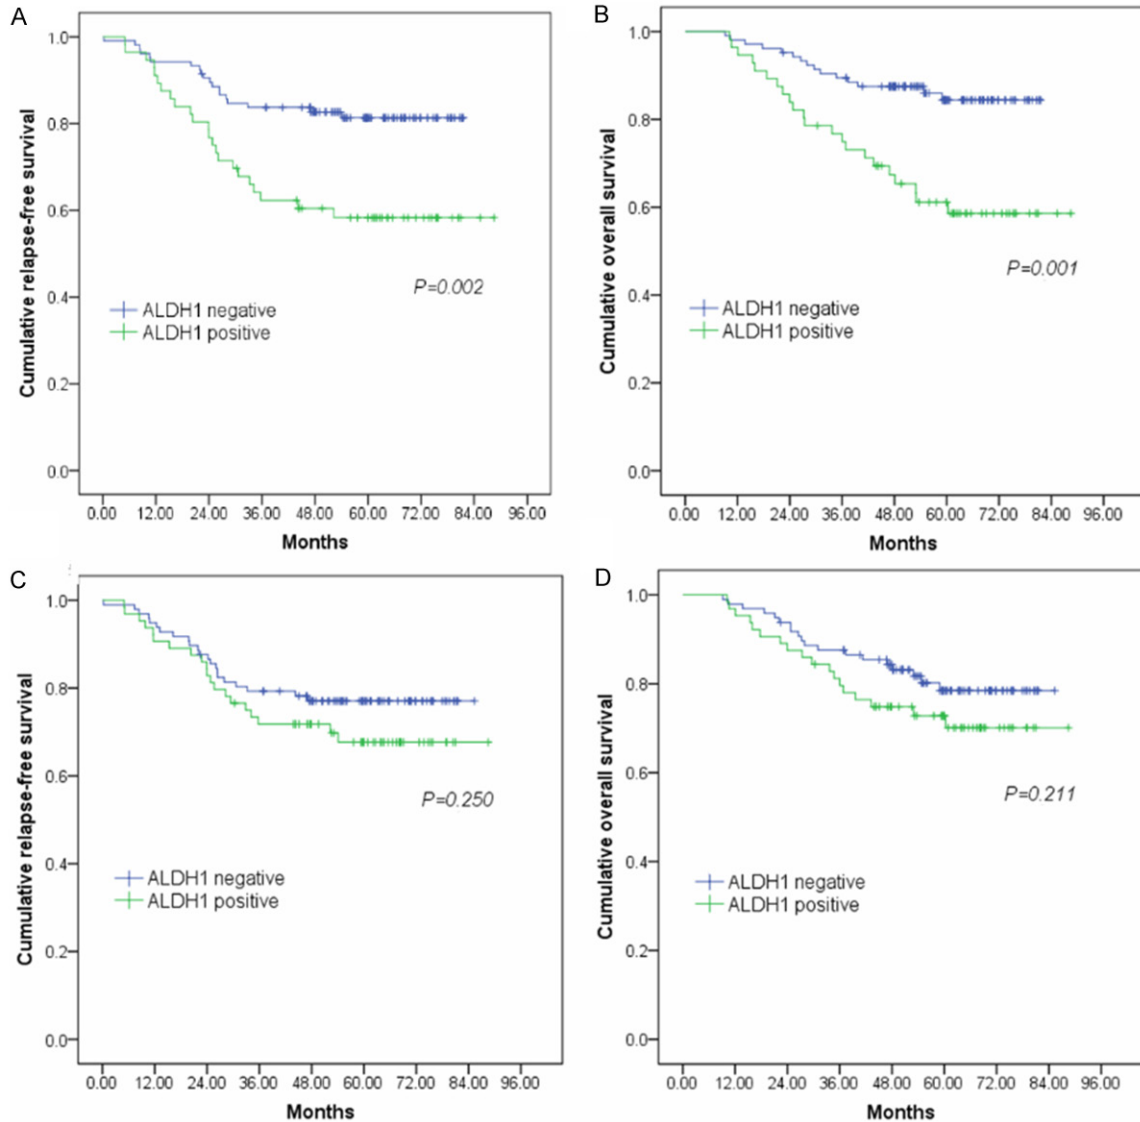 A
Cumulative relapse-free survival
1.0
0.8
0.6
0.4
0.2
0.0
P=0.002
ALDH1 negative
ALDH1 positive
0.00 12.00 24.00 36.00 48.00 60.00 72.00 84.00 96.00
Months
B
Cumulative overall survival
1.0
0.8
0.6
0.4
0.2
0.0
P=0.001
ALDH1 negative
ALDH1 positive
0.00 12.00 24.00 36.00 48.00 60.00 72.00 84.00 96.00
Months
C
Cumulative relapse-free survival
1.0
0.8
0.6
0.4
0.2
0.0
P=0.250
ALDH1 negative
ALDH1 positive
0.00 12.00 24.00 36.00 48.00 60.00 72.00 84.00 96.00
Months
D
Cumulative overall survival
1.0
0.8
0.6
0.4
0.2
0.0
P=0.211
ALDH1 negative
ALDH1 positive
0.00 12.00 24.00 36.00 48.00 60.00 72.00 84.00 96.00
Months